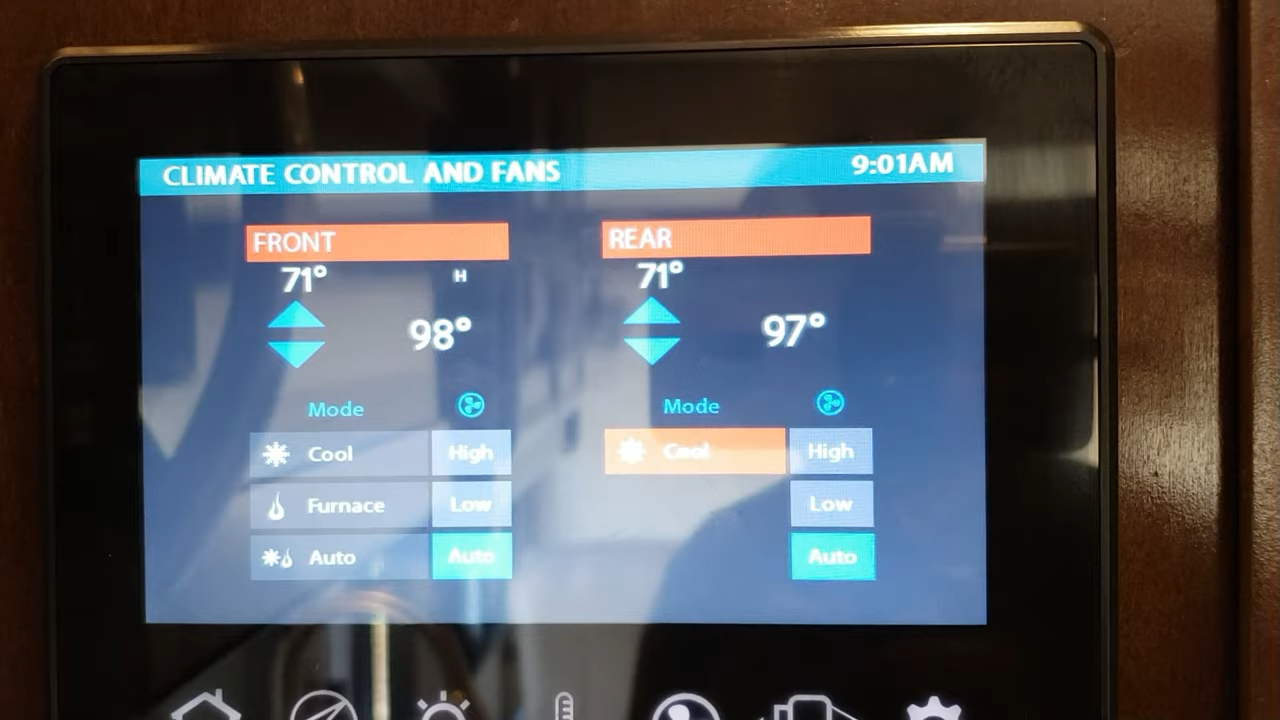 CLIMATE CONTROL AND FANS 9:01AM
FRONT
71° H
98°
Mode
Cool High
Furnace Low
Auto Auto
REAR
71°
97°
Mode
Cool High
Low
Auto